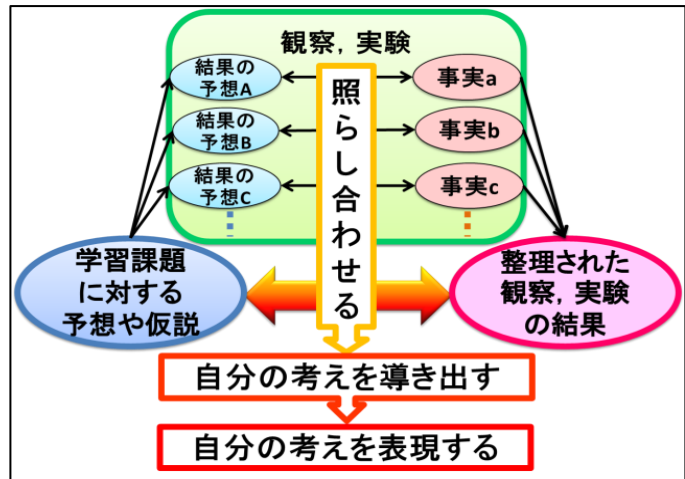 観察，実験
結果の
予想A
事実a
結果の
予想B
事実b
結果の
予想C
事実c
照らし合わせる
学習課題
に対する
予想や仮説
整理された
観察，実験
の結果
自分の考えを導き出す
自分の考えを表現する